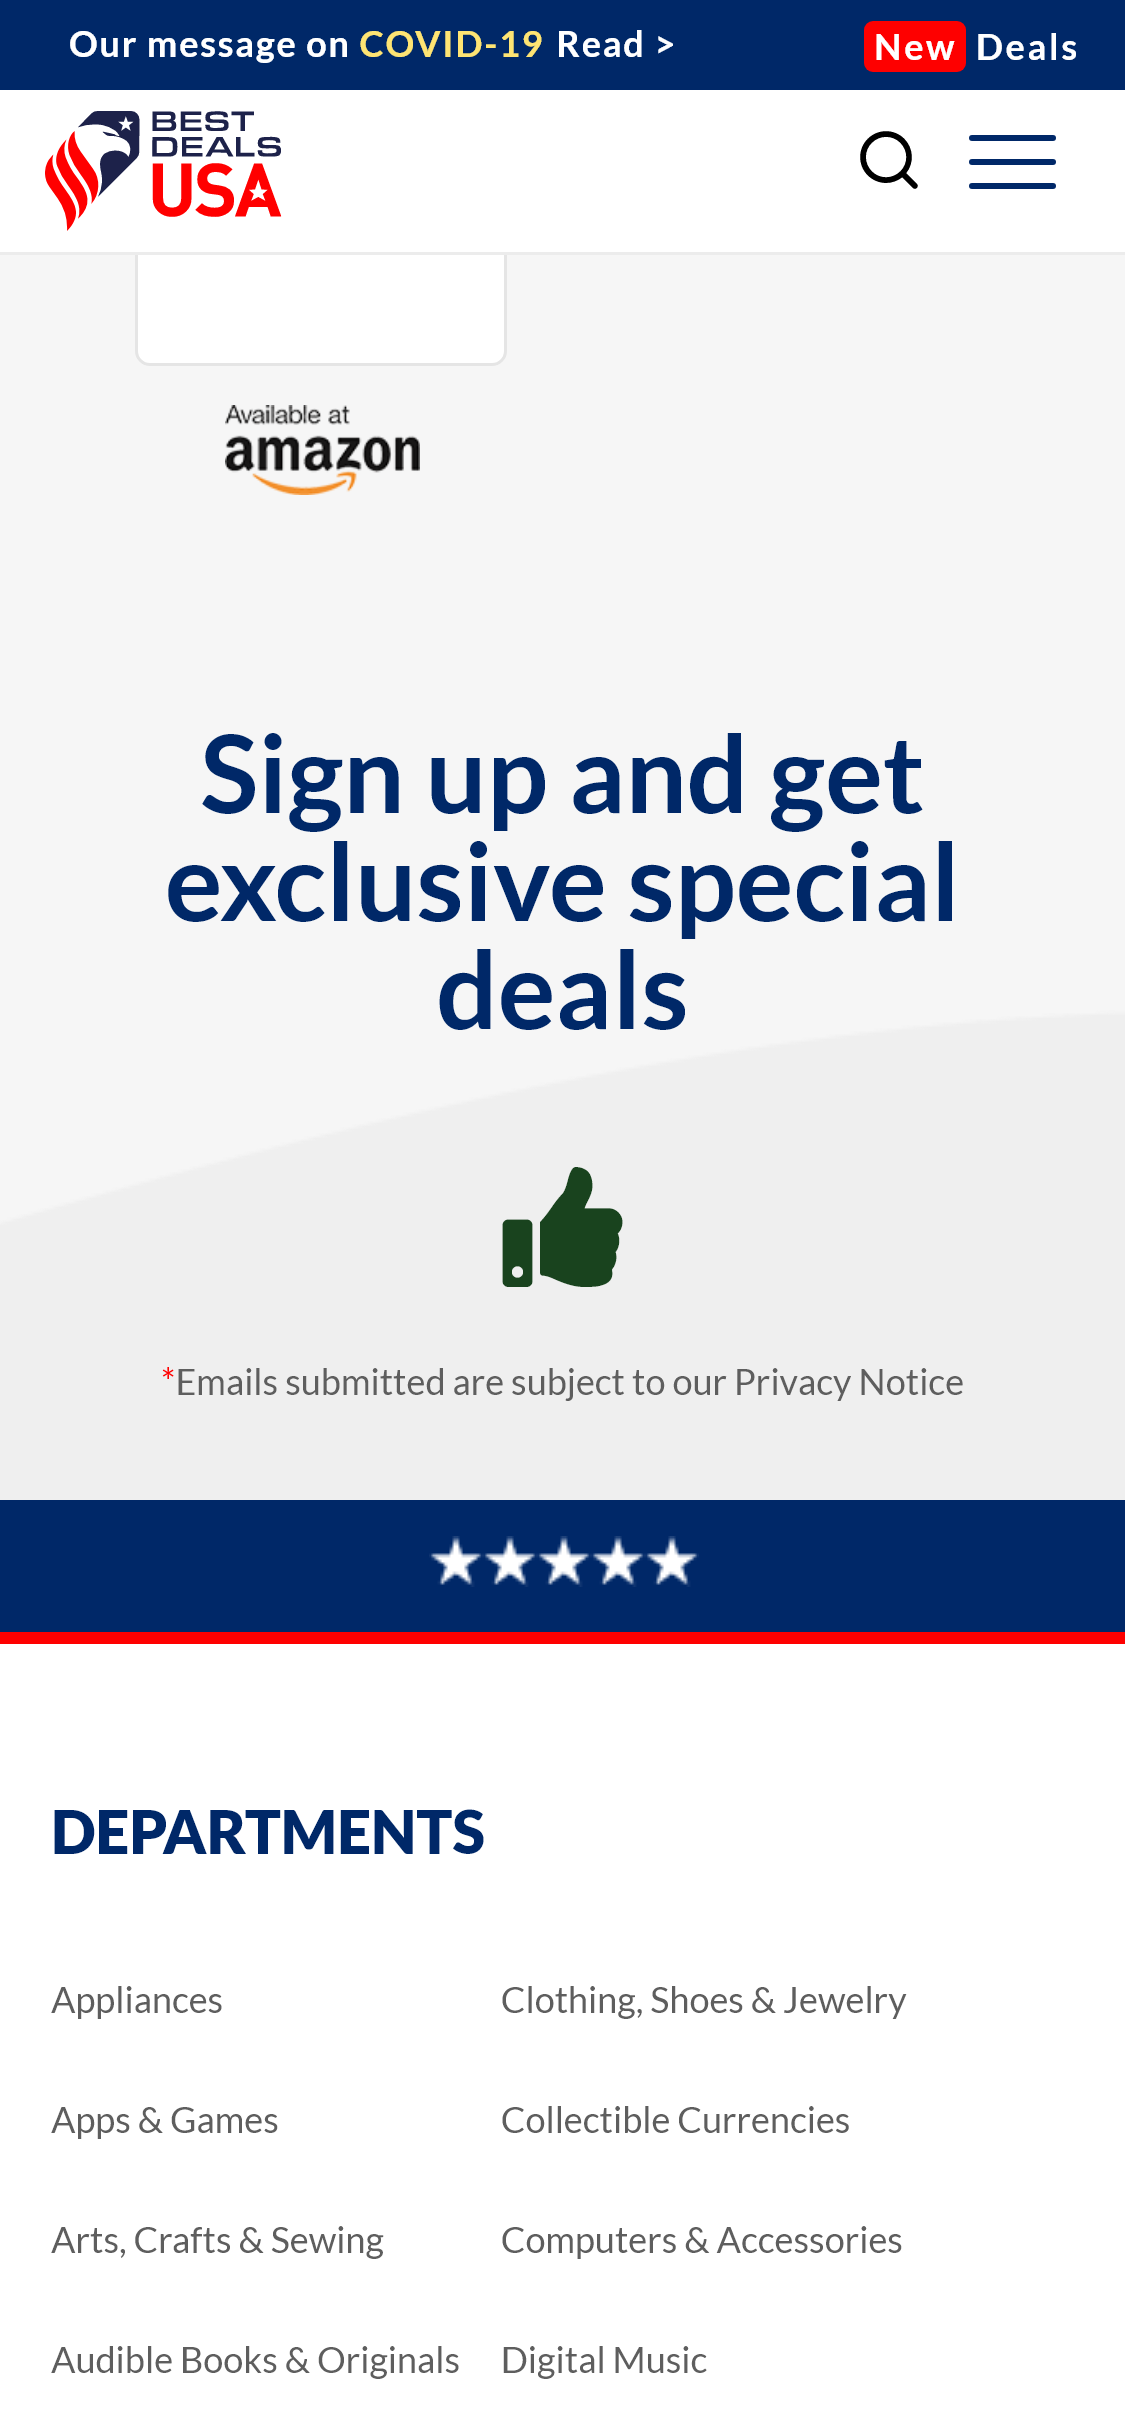 Our message on COVID-19 Read >
New Deals
BEST
DEALS
USA
Available at
amazon
Sign up and get
exclusive special
deals
*Emails submitted are subject to our Privacy Notice
DEPARTMENTS
Appliances
Clothing, Shoes & Jewelry
Apps & Games
Collectible Currencies
Arts, Crafts & Sewing
Computers & Accessories
Audible Books & Originals
Digital Music